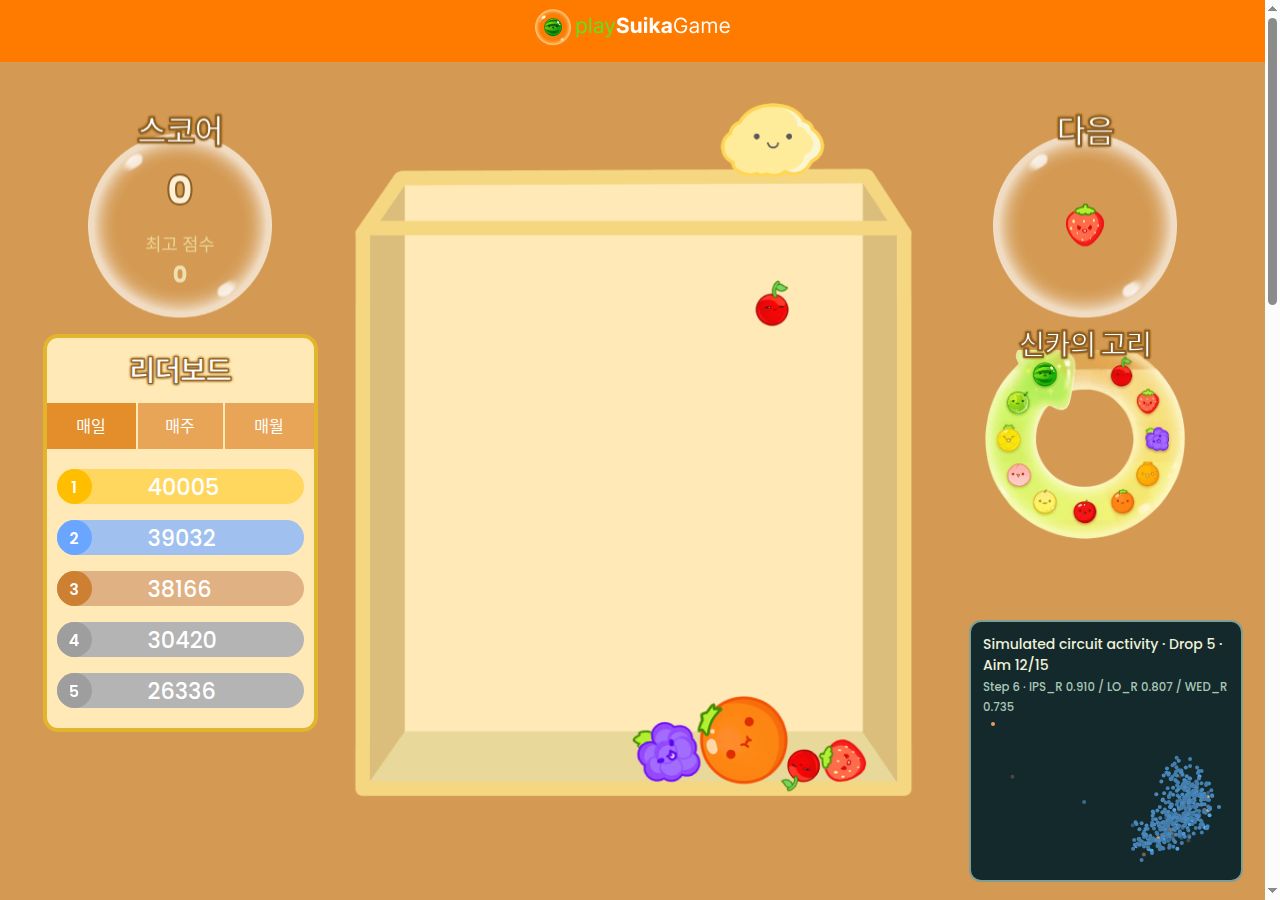 playSuikaGame
스코어
0
최고 점수
0
다음
신카의 고리
리더보드
매일 매주 매월
1 40005
2 39032
3 38166
4 30420
5 26336
Simulated circuit activity · Drop 5 ·
Aim 12/15
Step 6 · IPS_R 0.910 / LO_R 0.807 / WED_R
0.735